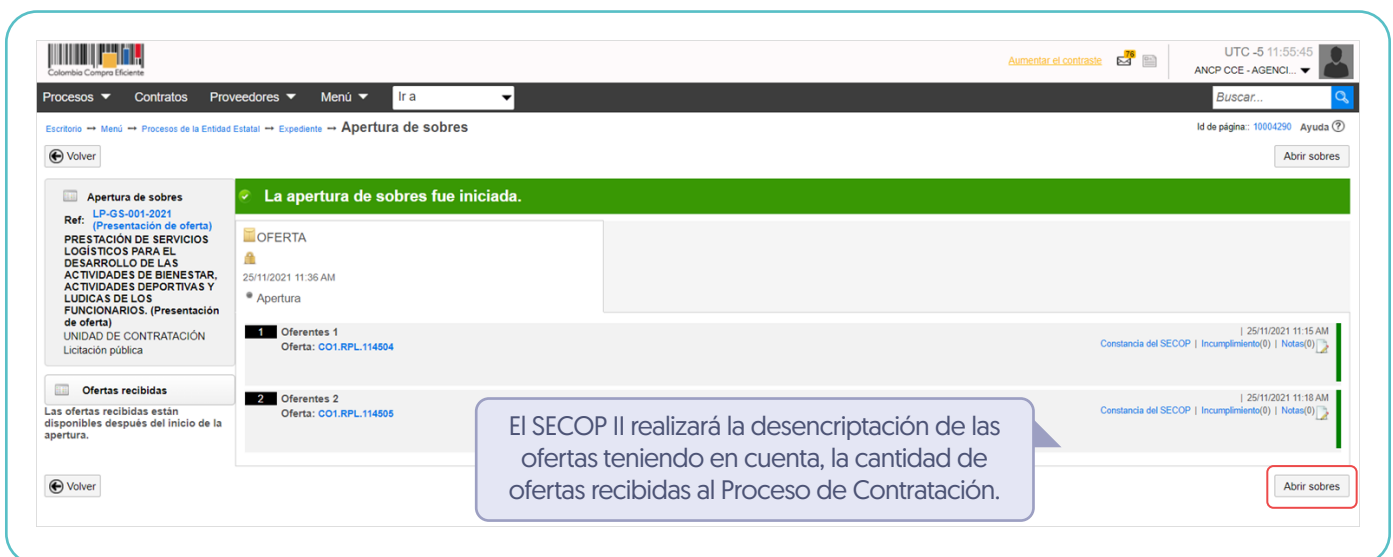 Colombia Compra Eficiente
Aumentar el contraste
76
UTC -5 11:55:45
ANCP CCE - AGENCI...
Procesos Contratos Proveedores Menú Ir a Buscar...
Escritorio → Menú → Procesos de la Entidad Estatal → Expediente → Apertura de sobres
Id de página:: 10004290 Ayuda ?
Volver
Abrir sobres
Apertura de sobres
Ref: LP-GS-001-2021
(Presentación de oferta)
PRESTACIÓN DE SERVICIOS
LOGÍSTICOS PARA EL
DESARROLLO DE LAS
ACTIVIDADES DE BIENESTAR,
ACTIVIDADES DEPORTIVAS Y
LUDICAS DE LOS
FUNCIONARIOS. (Presentación
de oferta)
UNIDAD DE CONTRATACIÓN
Licitación pública
Ofertas recibidas
Las ofertas recibidas están
disponibles después del inicio de la
apertura.
La apertura de sobres fue iniciada.
OFERTA
25/11/2021 11:36 AM
Apertura
1 Oferentes 1
Oferta: CO1.RPL.114504
| 25/11/2021 11:15 AM
Constancia del SECOP | Incumplimiento(0) | Notas(0)
2 Oferentes 2
Oferta: CO1.RPL.114505
| 25/11/2021 11:18 AM
Constancia del SECOP | Incumplimiento(0) | Notas(0)
El SECOP II realizará la desencriptación de las
ofertas teniendo en cuenta, la cantidad de
ofertas recibidas al Proceso de Contratación.
Volver
Abrir sobres